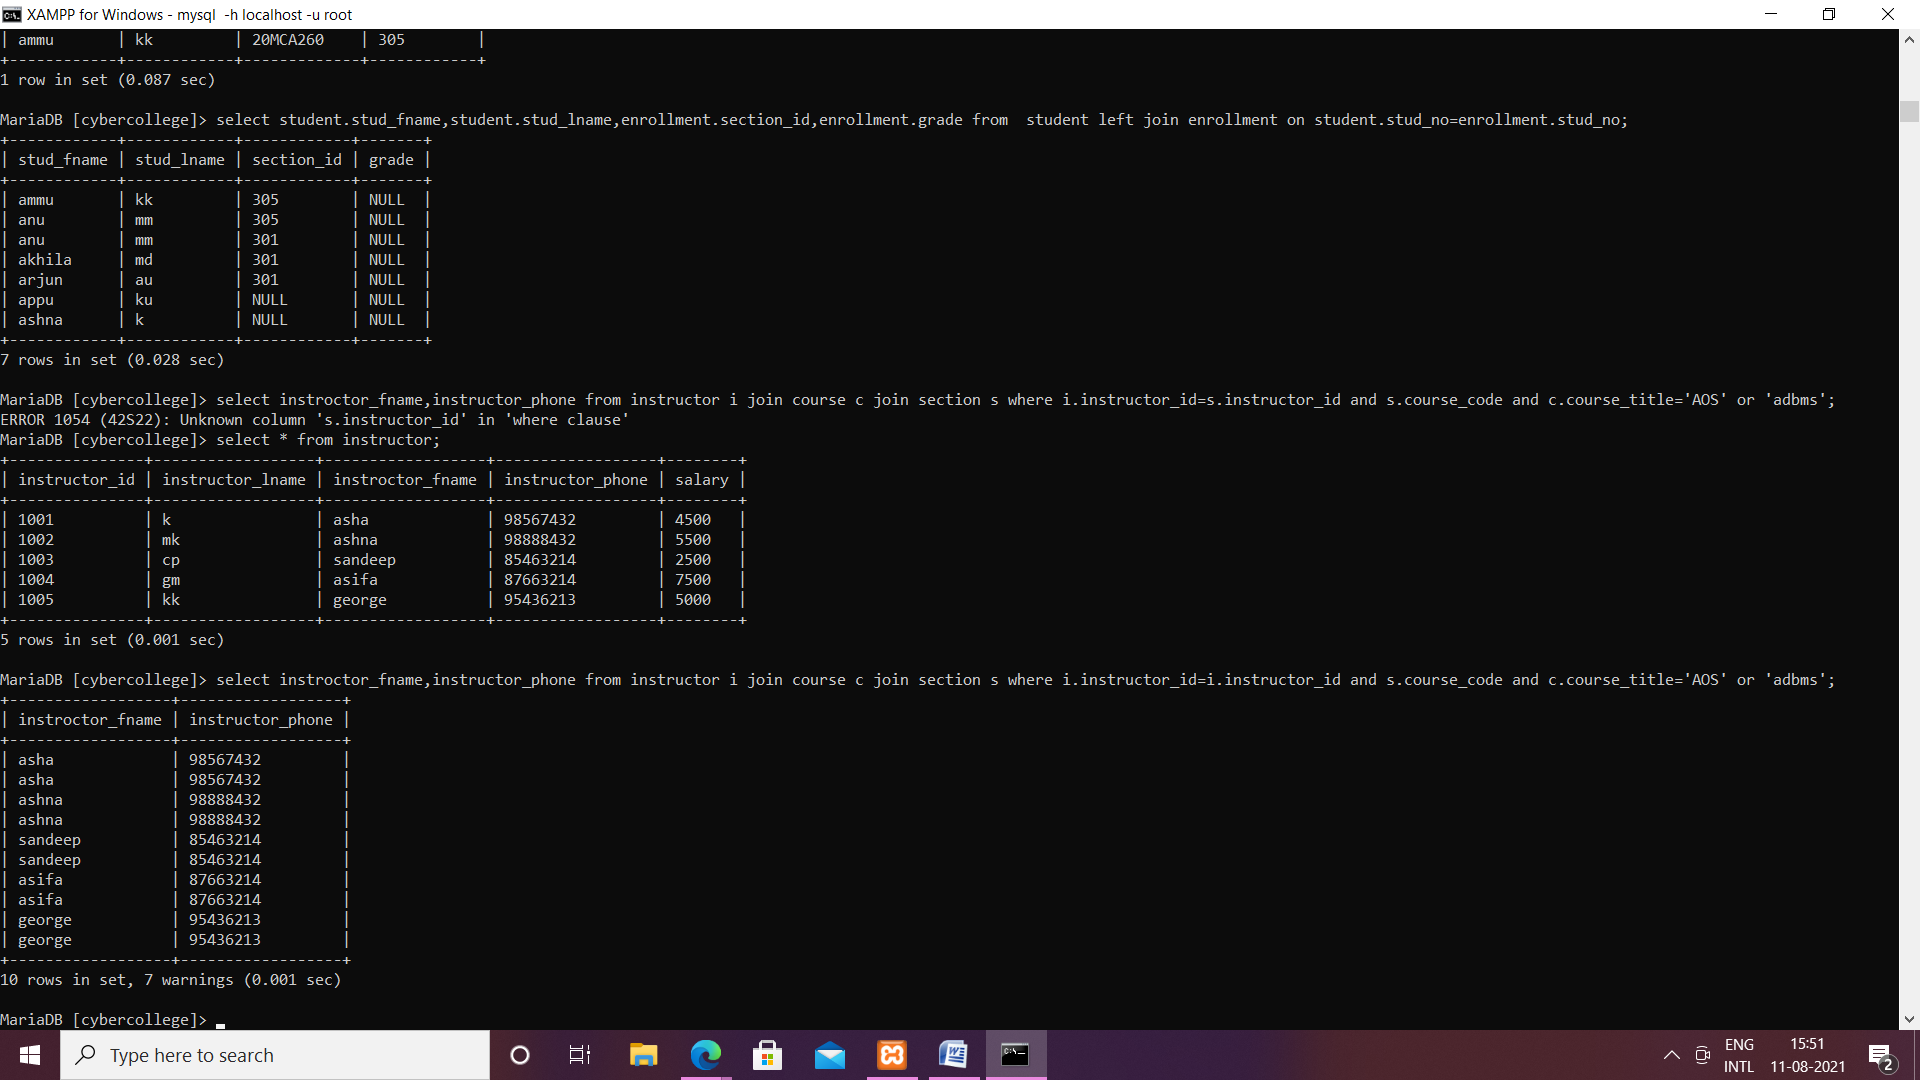 XAMPP for Windows - mysql  -h localhost -u root
| ammu       | kk         | 20MCA260    | 305        |
+------------+------------+-------------+------------+
1 row in set (0.087 sec)

MariaDB [cybercollege]> select student.stud_fname,student.stud_lname,enrollment.section_id,enrollment.grade from  student left join enrollment on student.stud_no=enrollment.stud_no;
+------------+------------+------------+-------+
| stud_fname | stud_lname | section_id | grade |
+------------+------------+------------+-------+
| ammu       | kk         | 305        | NULL  |
| anu        | mm         | 305        | NULL  |
| anu        | mm         | 301        | NULL  |
| akhila     | md         | 301        | NULL  |
| arjun      | au         | 301        | NULL  |
| appu       | ku         | NULL       | NULL  |
| ashna      | k          | NULL       | NULL  |
+------------+------------+------------+-------+
7 rows in set (0.028 sec)

MariaDB [cybercollege]> select instroctor_fname,instructor_phone from instructor i join course c join section s where i.instructor_id=s.instructor_id and s.course_code and c.course_title='AOS' or 'adbms';
ERROR 1054 (42S22): Unknown column 's.instructor_id' in 'where clause'
MariaDB [cybercollege]> select * from instructor;
+---------------+------------------+------------------+------------------+--------+
| instructor_id | instructor_lname | instroctor_fname | instructor_phone | salary |
+---------------+------------------+------------------+------------------+--------+
| 1001          | k                | asha             | 98567432         | 4500   |
| 1002          | mk               | ashna            | 98888432         | 5500   |
| 1003          | cp               | sandeep          | 85463214         | 2500   |
| 1004          | gm               | asifa            | 87663214         | 7500   |
| 1005          | kk               | george           | 95436213         | 5000   |
+---------------+------------------+------------------+------------------+--------+
5 rows in set (0.001 sec)

MariaDB [cybercollege]> select instroctor_fname,instructor_phone from instructor i join course c join section s where i.instructor_id=i.instructor_id and s.course_code and c.course_title='AOS' or 'adbms';
+------------------+------------------+
| instroctor_fname | instructor_phone |
+------------------+------------------+
| asha             | 98567432         |
| asha             | 98567432         |
| ashna            | 98888432         |
| ashna            | 98888432         |
| sandeep          | 85463214         |
| sandeep          | 85463214         |
| asifa            | 87663214         |
| asifa            | 87663214         |
| george           | 95436213         |
| george           | 95436213         |
+------------------+------------------+
10 rows in set, 7 warnings (0.001 sec)

MariaDB [cybercollege]>
Type here to search
ENG
INTL
15:51
11-08-2021
2